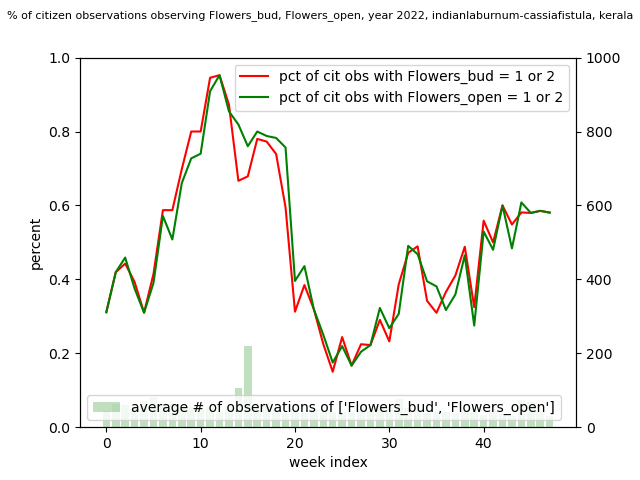 % of citizen observations observing Flowers_bud, Flowers_open, year 2022, indianlaburnum-cassiafistula, kerala
1.0
0.8
0.6
0.4
0.2
0.0
percent
pct of cit obs with Flowers_bud = 1 or 2
pct of cit obs with Flowers_open = 1 or 2
1000
800
600
400
200
0
average # of observations of ['Flowers_bud', 'Flowers_open']
0 10 20 30 40
week index